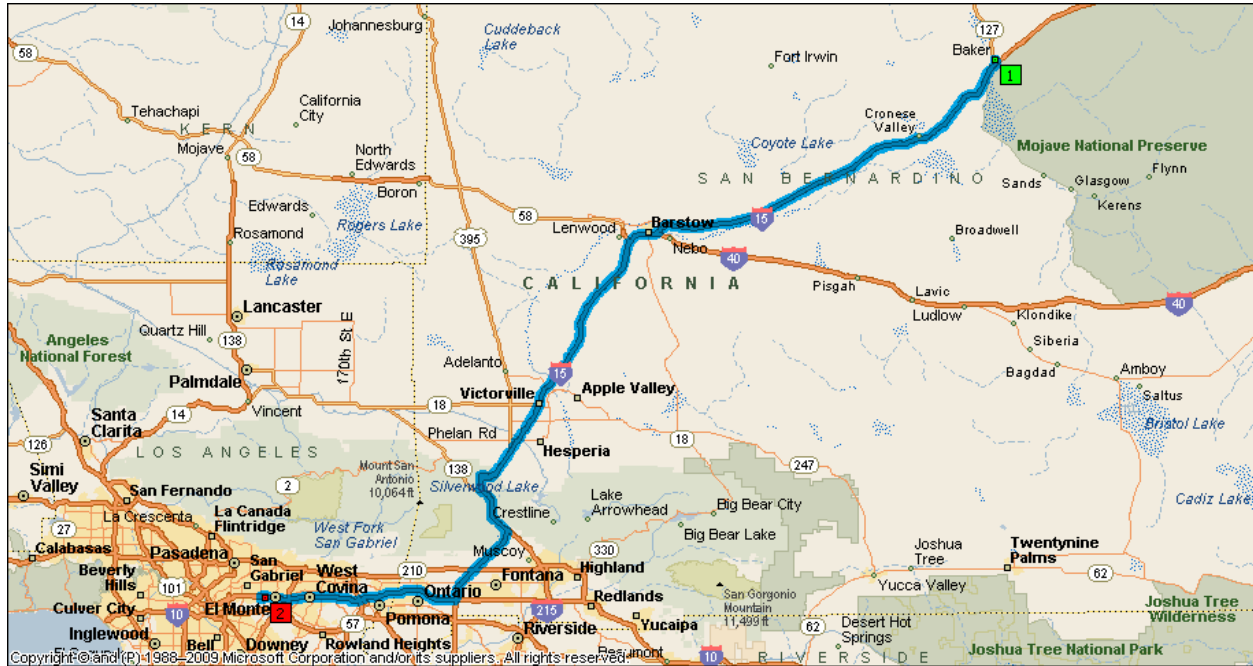 14
Johannesburg
Cuddeback
Lake
127
Baker
1
58
Fort Irwin
Tehachapi
California
City
KERN
Cronese
Valley
Mojave
58
North
Edwards
Boron
Coyote Lake
Mojave National Preserve
SAN BERNARDINO
Flynn
Sands
Glasgow
Kerens
Edwards
Rogers Lake
58
Lenwood
Barstow
15
Rosamond
395
Nebo
40
Broadwell
Rosamond
Lake
CALIFORNIA
Pisgah
Lavic
Ludlow
40
Lancaster
Klondike
Quartz Hill
138
170th St E
Siberia
Angeles
National Forest
Adelanto
15
Bagdad
Amboy
Palmdale
Victorville
Apple Valley
Saltus
Vincent
18
Bristol Lake
Santa
Clarita
14
Phelan Rd
18
126
Hesperia
LOS ANGELES
Mount San
Antonio
10,064ft
138
247
Simi
Valley
2
Silverwood Lake
San Fernando
Lake
Arrowhead
Big Bear City
Cadiz Lake
La Crescenta
La Canada
Flintridge
West Fork
San Gabriel
Crestline
Big Bear Lake
27
Calabasas
Pasadena
Muscoy
330
Joshua
Tree
Twentynine
Palms
Beverly
Hills
101
San
Gabriel
West
Covina
210
Fontana
Highland
Yucca Valley
62
Culver City
10
El Monte
2
Ontario
Pomona
215
Redlands
San Gorgonio
Mountain
11,499 ft
Joshua Tree
Wilderness
Inglewood
Bell
Downey
57
Rowland Heights
Riverside
Yucaipa
62
Desert Hot
Springs
Joshua Tree National Park
Beaumont
10
RIVERSIDE
Copyright © and (P) 1988–2009 Microsoft Corporation and/or its suppliers. All rights reserved.